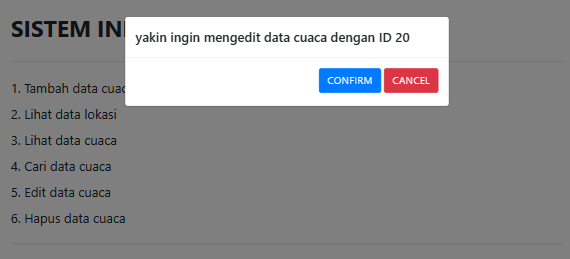 SISTEM IN
yakin ingin mengedit data cuaca dengan ID 20
CONFIRM CANCEL
1. Tambah data cuac
2. Lihat data lokasi
3. Lihat data cuaca
4. Cari data cuaca
5. Edit data cuaca
6. Hapus data cuaca